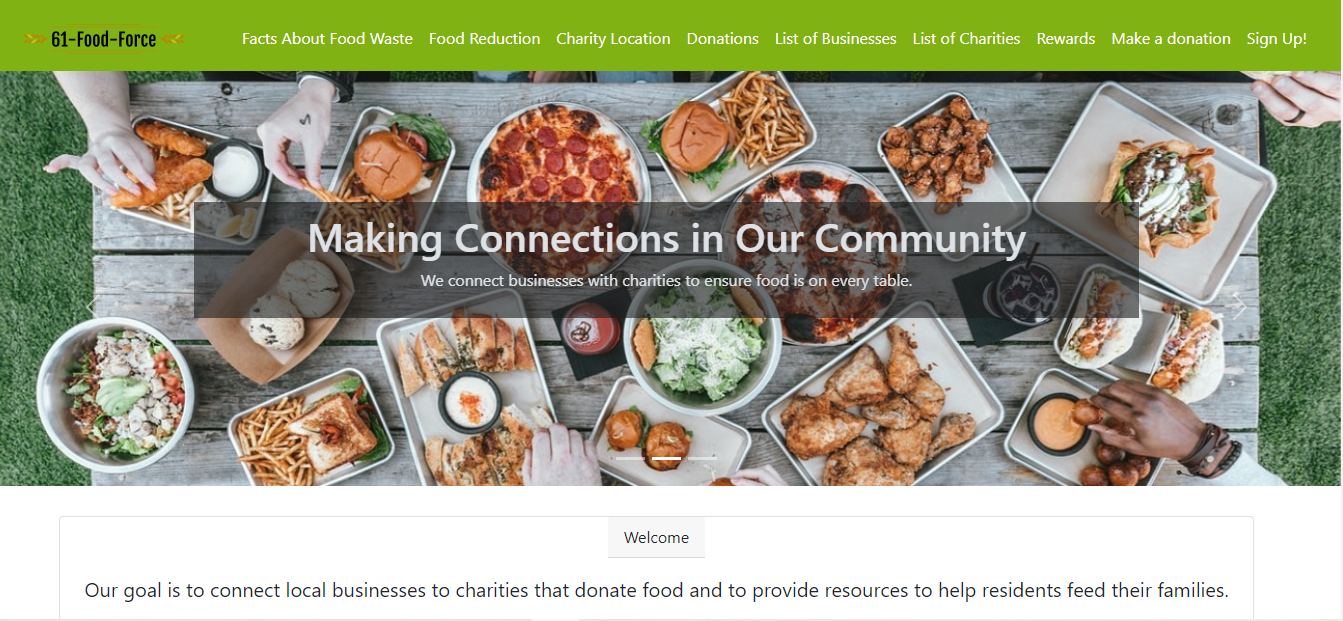 61-Food-Force
Facts About Food Waste Food Reduction Charity Location Donations List of Businesses List of Charities Rewards Make a donation Sign Up!
Making Connections in Our Community
We connect businesses with charities to ensure food is on every table.
Welcome
Our goal is to connect local businesses to charities that donate food and to provide resources to help residents feed their families.